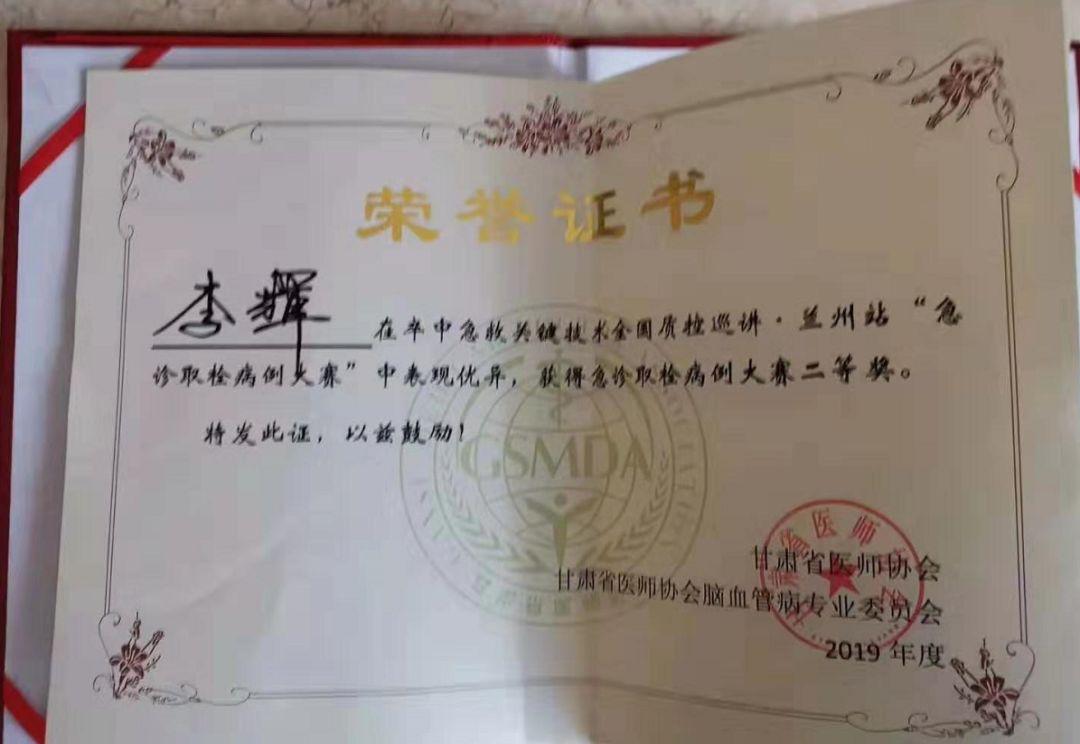 荣誉证书
李辉 在卒中急救关键技术全国质控巡讲·兰州站“急
诊取栓病例大赛”中表现优异，获得急诊取栓病例大赛二等奖。
特发此证，以兹鼓励！
GSMDA
甘肃省医师协会
甘肃省医师协会脑血管病专业委员会
2019 年度